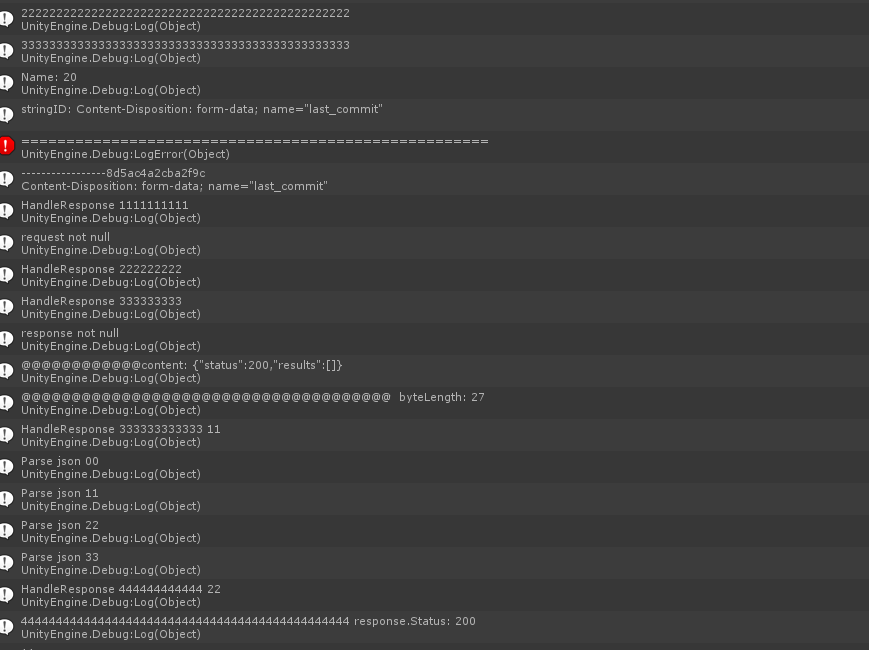 22222222222222222222222222222222222222222222222
UnityEngine.Debug:Log(Object)
33333333333333333333333333333333333333333333333
UnityEngine.Debug:Log(Object)
Name: 20
UnityEngine.Debug:Log(Object)
stringID: Content-Disposition: form-data; name="last_commit"
====================================================
UnityEngine.Debug:LogError(Object)
-----------------8d5ac4a2cba2f9c
Content-Disposition: form-data; name="last_commit"
HandleResponse 1111111111
UnityEngine.Debug:Log(Object)
request not null
UnityEngine.Debug:Log(Object)
HandleResponse 222222222
UnityEngine.Debug:Log(Object)
HandleResponse 333333333
UnityEngine.Debug:Log(Object)
response not null
UnityEngine.Debug:Log(Object)
@@@@@@@@@@@@content: {"status":200,"results":[]}
UnityEngine.Debug:Log(Object)
@@@@@@@@@@@@@@@@@@@@@@@@@@@@@@@@@@@@@ byteLength: 27
UnityEngine.Debug:Log(Object)
HandleResponse 333333333333 11
UnityEngine.Debug:Log(Object)
Parse json 00
UnityEngine.Debug:Log(Object)
Parse json 11
UnityEngine.Debug:Log(Object)
Parse json 22
UnityEngine.Debug:Log(Object)
Parse json 33
UnityEngine.Debug:Log(Object)
HandleResponse 444444444444 22
UnityEngine.Debug:Log(Object)
44444444444444444444444444444444444444444444444 response.Status: 200
UnityEngine.Debug:Log(Object)